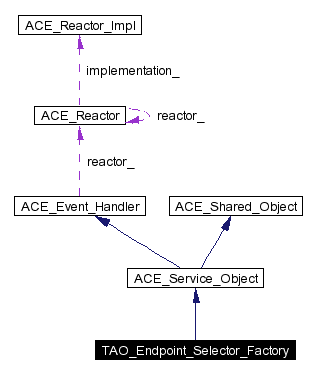 ACE_Reactor_Impl
implementation_
ACE_Reactor
reactor_
reactor_
ACE_Event_Handler
ACE_Shared_Object
ACE_Service_Object
TAO_Endpoint_Selector_Factory